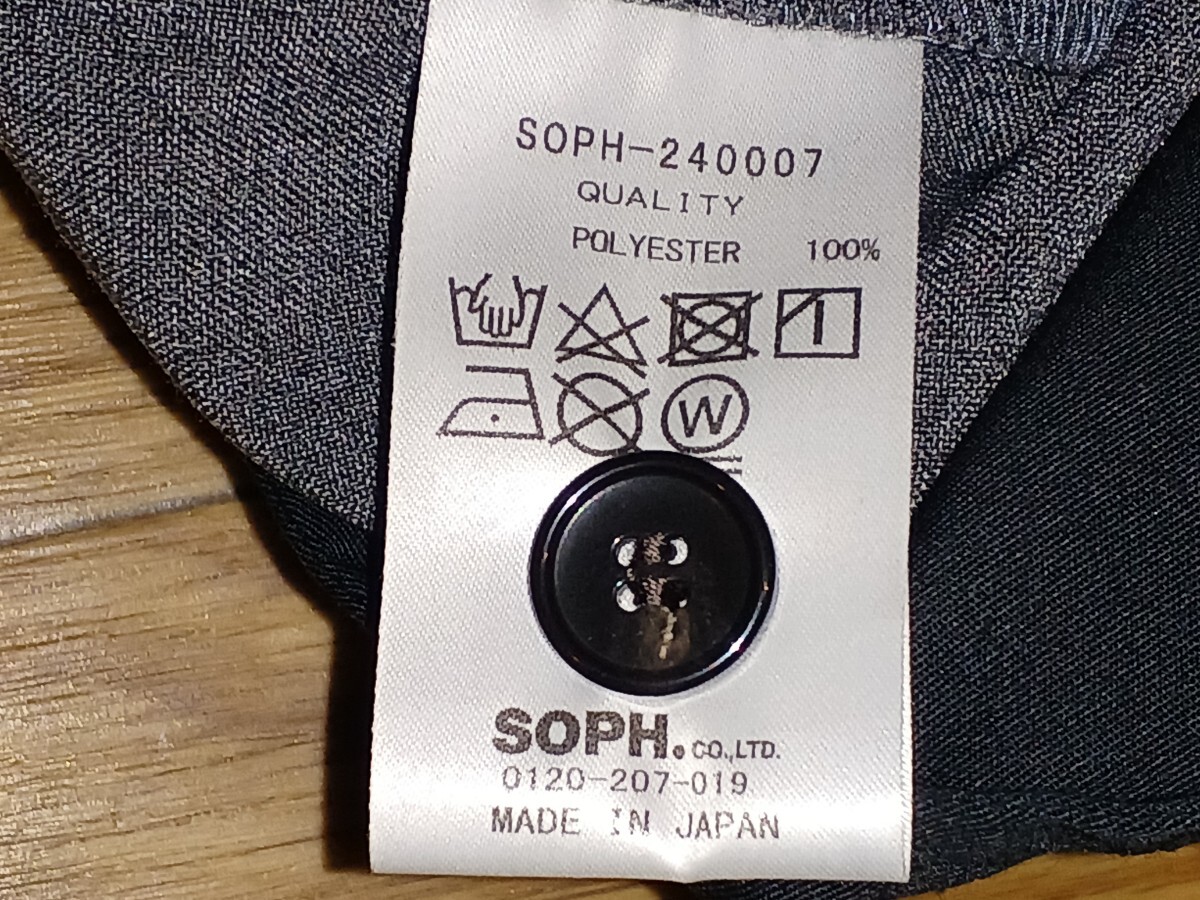 SOPH-240007
QUALITY
POLYESTER 100%
W
SOPH. CO.,LTD.
0120-207-019
MADE IN JAPAN